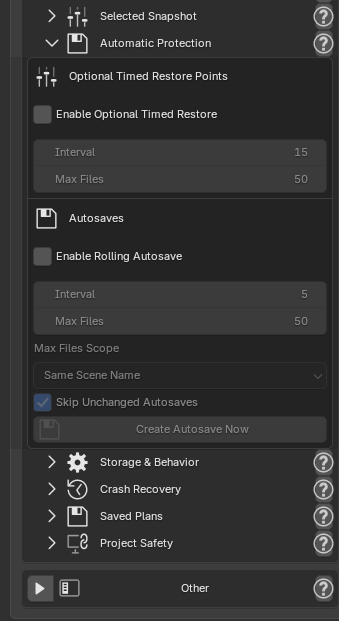 Selected Snapshot ?
Automatic Protection ?
Optional Timed Restore Points
Enable Optional Timed Restore
Interval 15
Max Files 50
Autosaves
Enable Rolling Autosave
Interval 5
Max Files 50
Max Files Scope
Same Scene Name
Skip Unchanged Autosaves
Create Autosave Now
Storage & Behavior ?
Crash Recovery ?
Saved Plans ?
Project Safety ?
Other ?